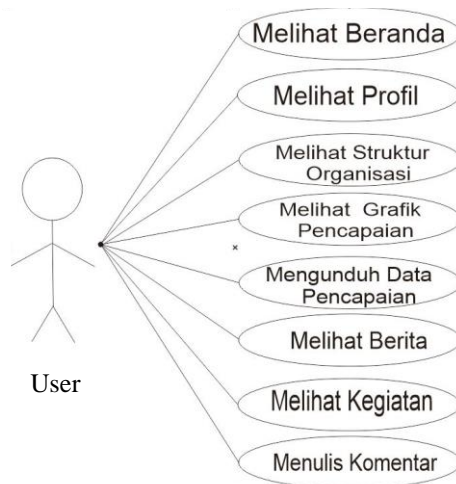 Melihat Beranda
Melihat Profil
Melihat Struktur
Organisasi
Melihat Grafik
Pencapaian
Mengunduh Data
Pencapaian
Melihat Berita
User
Melihat Kegiatan
Menulis Komentar